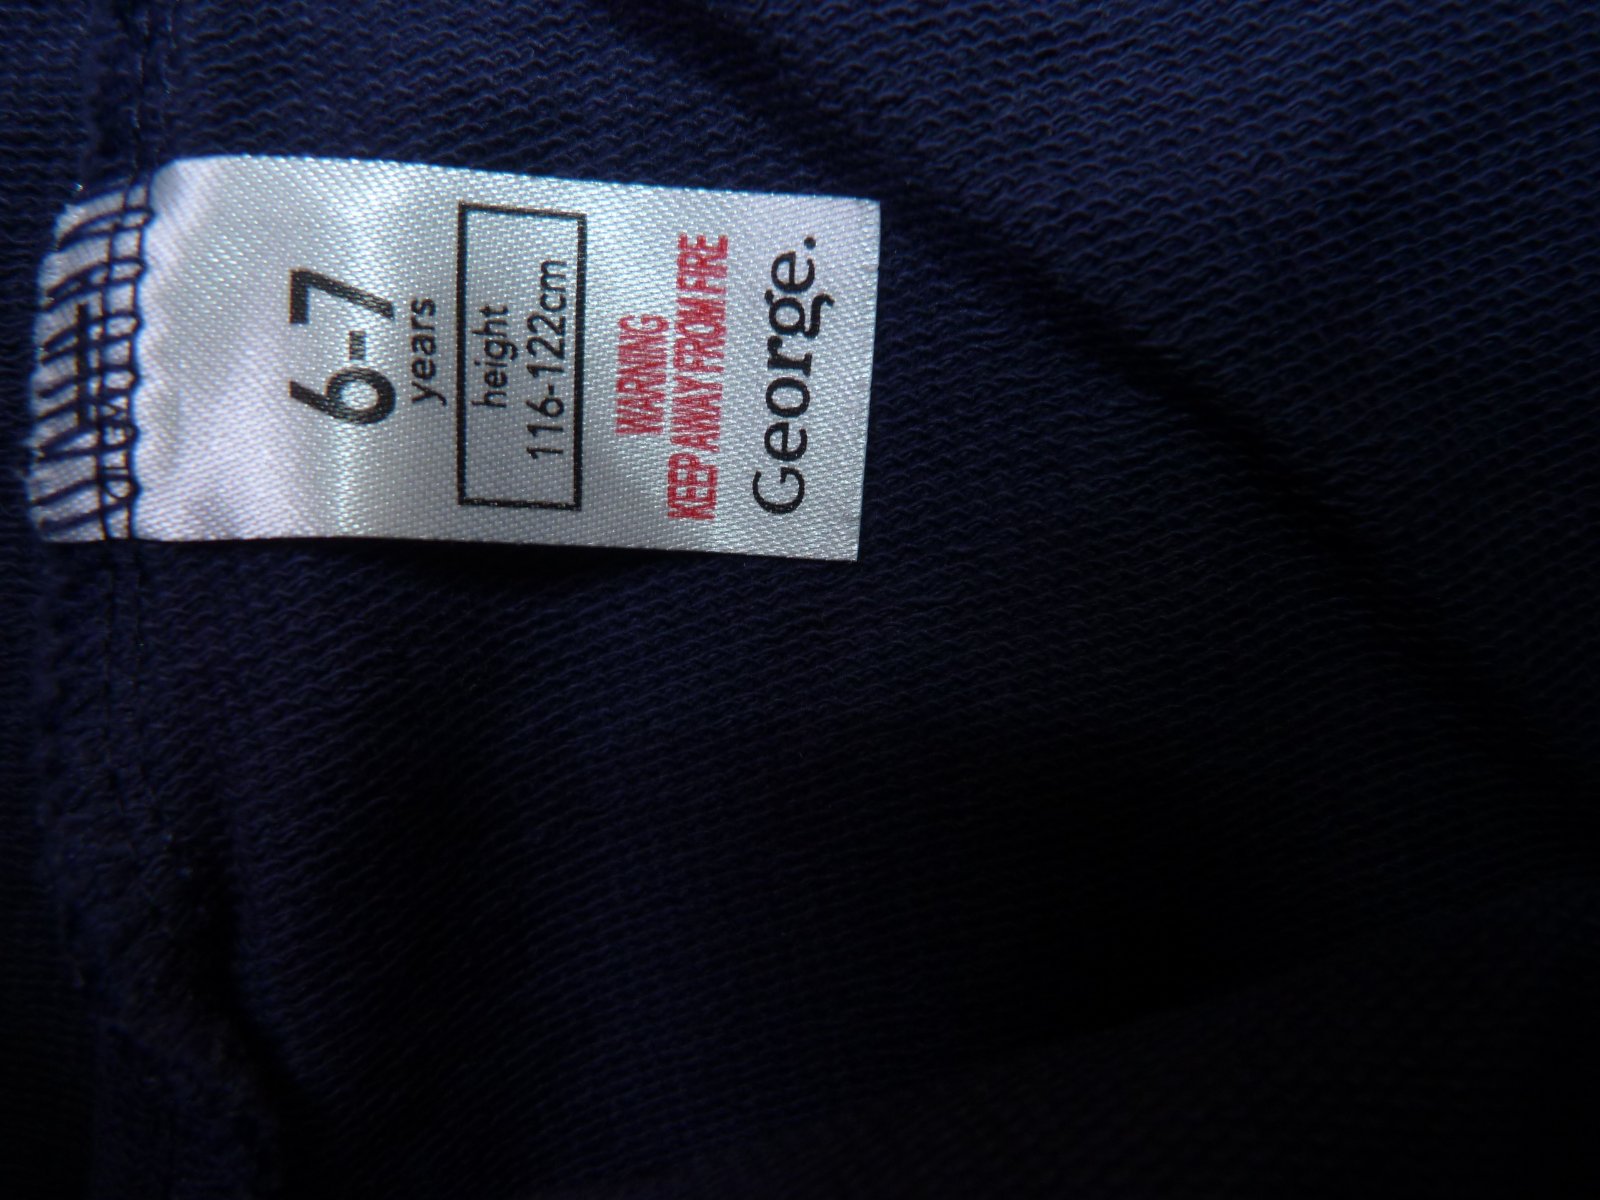 6-7
years
height
116-122cm
WARNING
KEEP AWAY FROM FIRE
George.